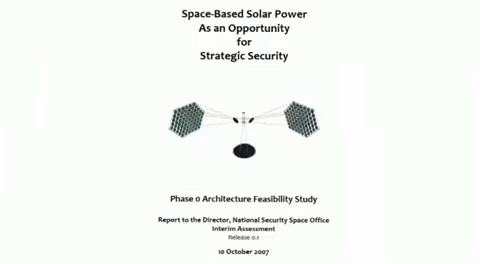 Space-Based Solar Power
As an Opportunity
for
Strategic Security
Phase 0 Architecture Feasibility Study
Report to the Director, National Security Space Office
Interim Assessment
Release 0.1
10 October 2007